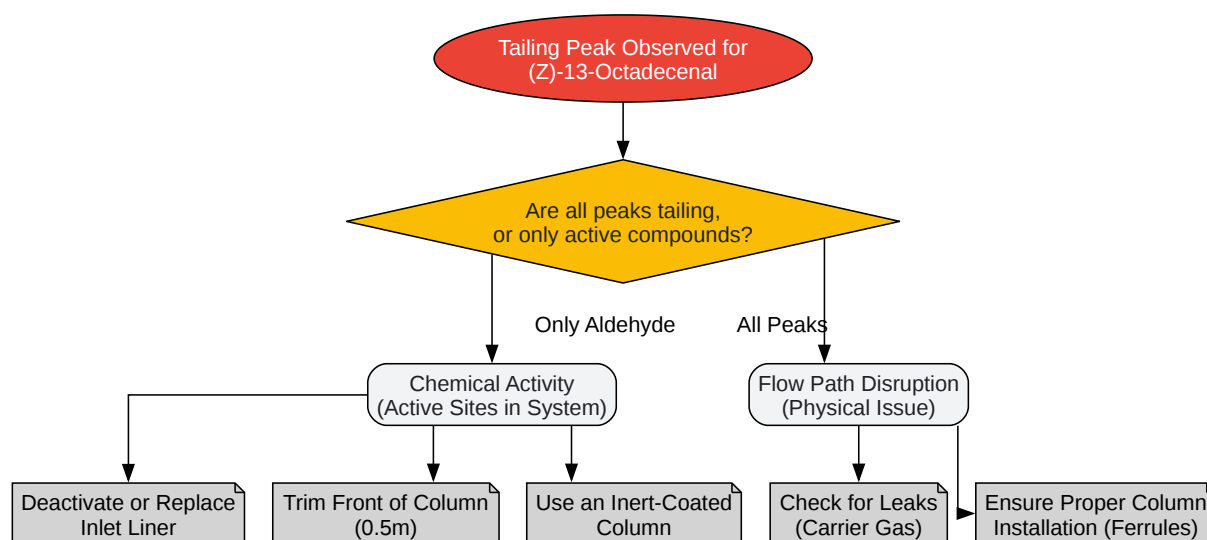 Tailing Peak Observed for
(Z)-13-Octadecenal
Are all peaks tailing,
or only active compounds?
Only Aldehyde
All Peaks
Chemical Activity
(Active Sites in System)
Flow Path Disruption
(Physical Issue)
Deactivate or Replace
Inlet Liner
Trim Front of Column
(0.5m)
Use an Inert-Coated
Column
Check for Leaks
(Carrier Gas)
Ensure Proper Column
Installation (Ferrules)